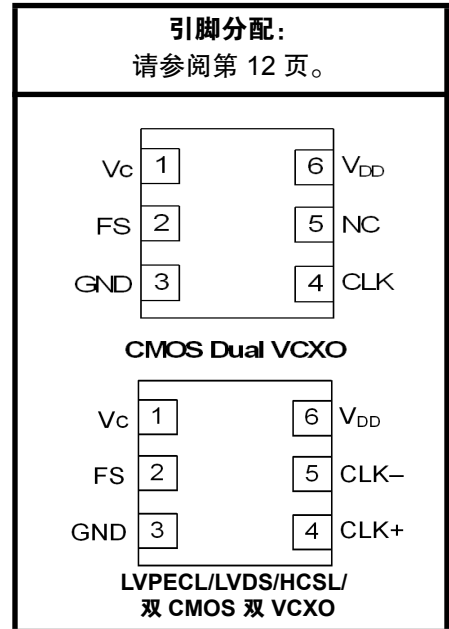 引脚分配：
请参阅第 12 页。
Vc 1 6 VDD
FS 2 5 NC
GND 3 4 CLK
CMOS Dual VCXO
Vc 1 6 VDD
FS 2 5 CLK–
GND 3 4 CLK+
LVPECL/LVDS/HCSL/
双 CMOS 双 VCXO